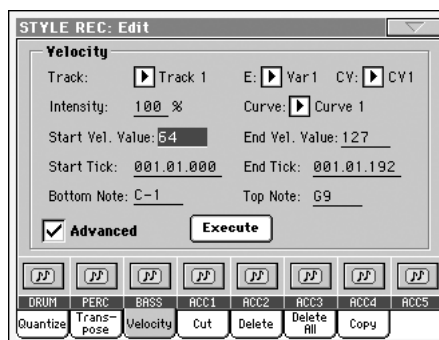 STYLE REC: Edit
Velocity
Track: Track 1 E: Var1 CV: CV1
Intensity: 100 % Curve: Curve 1
Start Vel. Value: 64 End Vel. Value: 127
Start Tick: 001.01.000 End Tick: 001.01.192
Bottom Note: C-1 Top Note: G9
Advanced Execute
DRUM PERC BASS ACC1 ACC2 ACC3 ACC4 ACC5
Quantize Trans-pose Velocity Cut Delete Delete All Copy